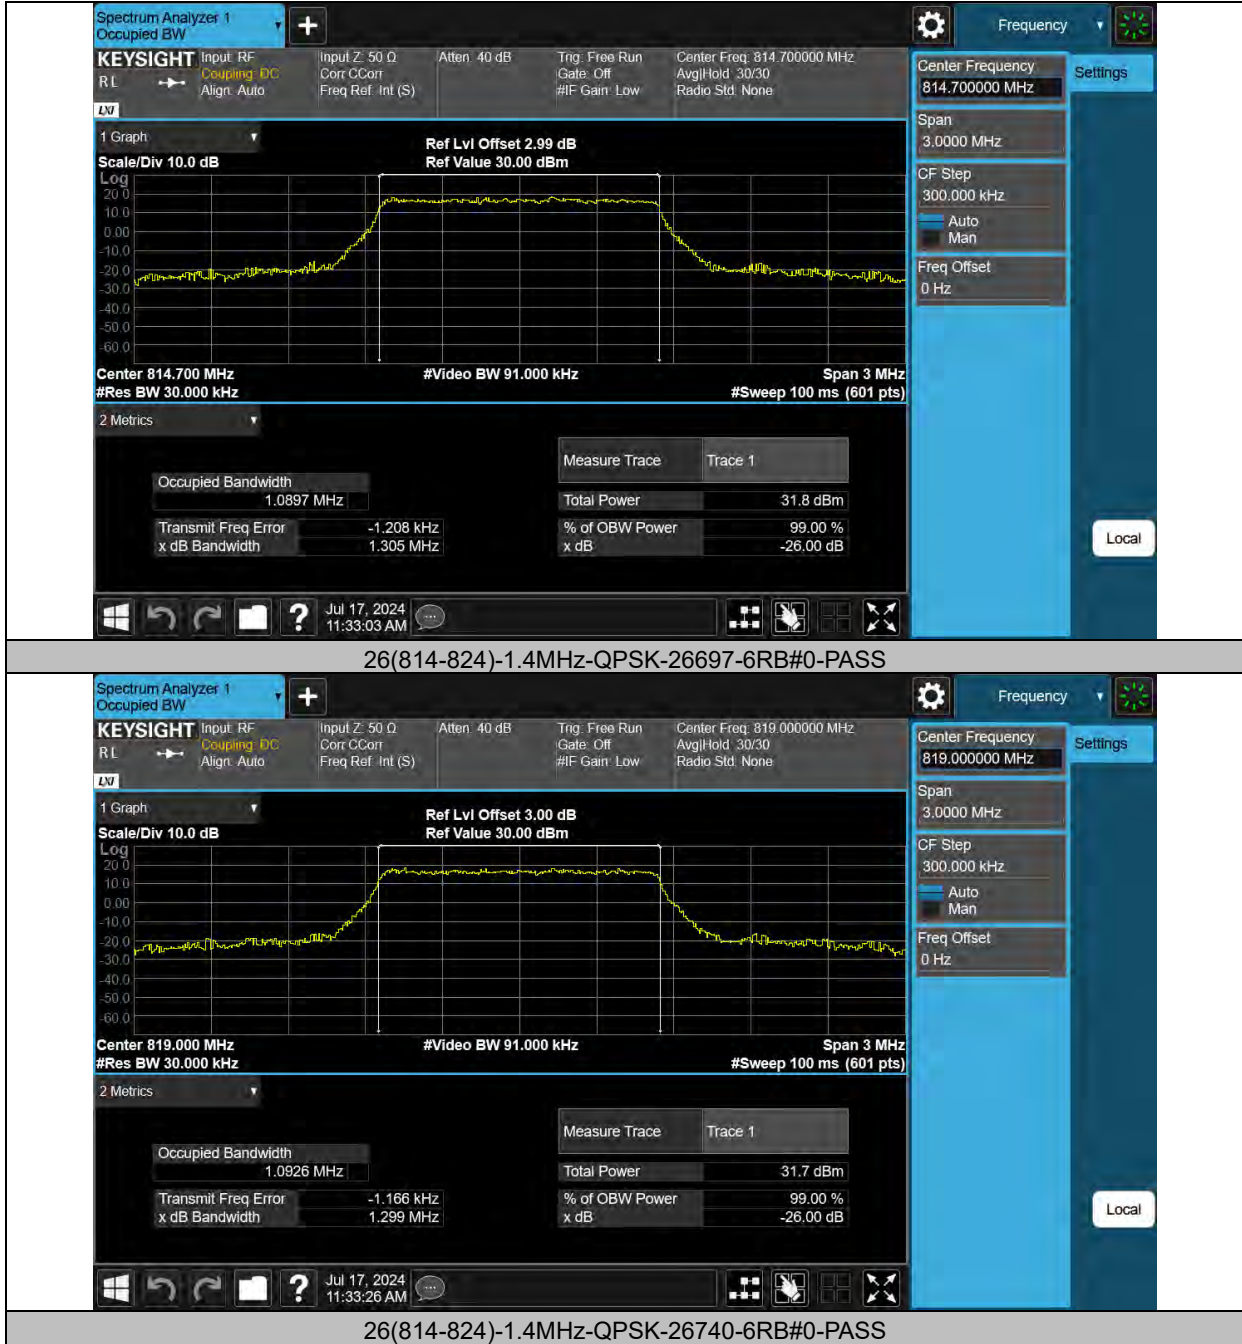 Spectrum Analyzer 1
Occupied BW
+
Frequency
KEYSIGHT
R L
LXI
Input: RF
Coupling: DC
Align: Auto
Input Z: 50 Ω
Corr CCorr
Freq Ref: Int (S)
Atten: 40 dB
Trig: Free Run
Gate: Off
#IF Gain: Low
Center Freq: 814.700000 MHz
Avg|Hold: 30/30
Radio Std: None
Center Frequency
814.700000 MHz
Settings
Span
3.0000 MHz
CF Step
300.000 kHz
Auto
Man
Freq Offset
0 Hz
Local
1 Graph
Scale/Div 10.0 dB
Ref Lvl Offset 2.99 dB
Ref Value 30.00 dBm
Log
20.0
10.0
0.00
-10.0
-20.0
-30.0
-40.0
-50.0
-60.0
Center 814.700 MHz
#Video BW 91.000 kHz
Span 3 MHz
#Res BW 30.000 kHz
#Sweep 100 ms (601 pts)
2 Metrics
Measure Trace Trace 1
Occupied Bandwidth
1.0897 MHz
Total Power 31.8 dBm
Transmit Freq Error -1.208 kHz
% of OBW Power 99.00 %
x dB Bandwidth 1.305 MHz
x dB -26.00 dB
?
Jul 17, 2024
11:33:03 AM
26(814-824)-1.4MHz-QPSK-26697-6RB#0-PASS
Spectrum Analyzer 1
Occupied BW
+
Frequency
KEYSIGHT
R L
LXI
Input: RF
Coupling: DC
Align: Auto
Input Z: 50 Ω
Corr CCorr
Freq Ref: Int (S)
Atten: 40 dB
Trig: Free Run
Gate: Off
#IF Gain: Low
Center Freq: 819.000000 MHz
Avg|Hold: 30/30
Radio Std: None
Center Frequency
819.000000 MHz
Settings
Span
3.0000 MHz
CF Step
300.000 kHz
Auto
Man
Freq Offset
0 Hz
Local
1 Graph
Scale/Div 10.0 dB
Ref Lvl Offset 3.00 dB
Ref Value 30.00 dBm
Log
20.0
10.0
0.00
-10.0
-20.0
-30.0
-40.0
-50.0
-60.0
Center 819.000 MHz
#Video BW 91.000 kHz
Span 3 MHz
#Res BW 30.000 kHz
#Sweep 100 ms (601 pts)
2 Metrics
Measure Trace Trace 1
Occupied Bandwidth
1.0926 MHz
Total Power 31.7 dBm
Transmit Freq Error -1.166 kHz
% of OBW Power 99.00 %
x dB Bandwidth 1.299 MHz
x dB -26.00 dB
?
Jul 17, 2024
11:33:26 AM
26(814-824)-1.4MHz-QPSK-26740-6RB#0-PASS